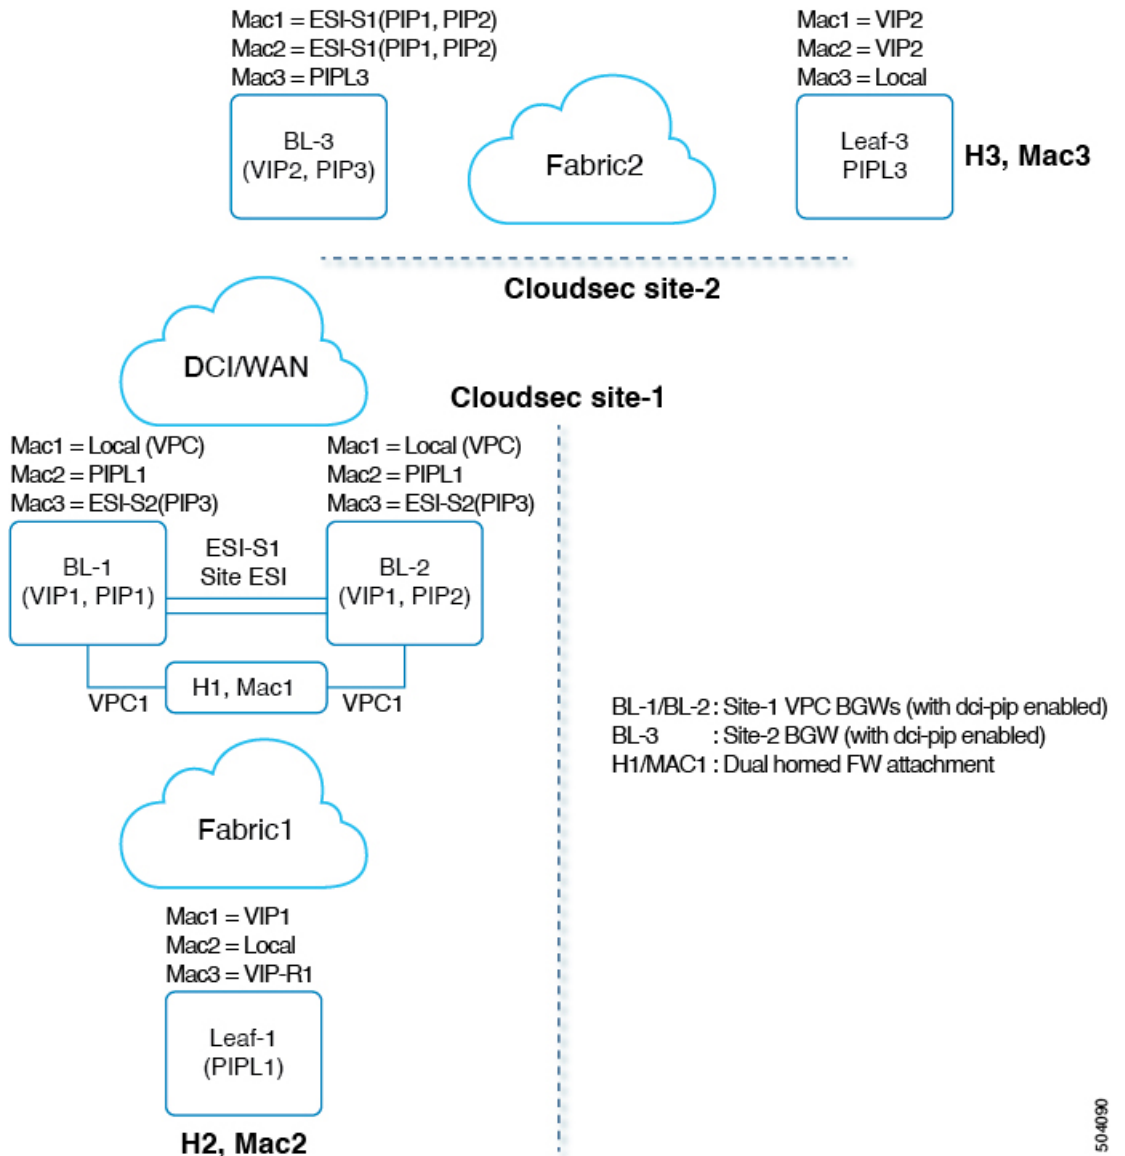 Mac1 = ESI-S1(PIP1, PIP2)
Mac2 = ESI-S1(PIP1, PIP2)
Mac3 = PIPL3
Mac1 = VIP2
Mac2 = VIP2
Mac3 = Local
BL-3
(VIP2, PIP3)
Fabric2
Leaf-3
PIPL3
H3, Mac3
Cloudsec site-2
DCI/WAN
Cloudsec site-1
Mac1 = Local (VPC)
Mac2 = PIPL1
Mac3 = ESI-S2(PIP3)
Mac1 = Local (VPC)
Mac2 = PIPL1
Mac3 = ESI-S2(PIP3)
BL-1
(VIP1, PIP1)
ESI-S1
Site ESI
BL-2
(VIP1, PIP2)
VPC1
H1, Mac1
VPC1
BL-1/BL-2 : Site-1 VPC BGWs (with dci-pip enabled)
BL-3 : Site-2 BGW (with dci-pip enabled)
H1/MAC1 : Dual homed FW attachment
Fabric1
Mac1 = VIP1
Mac2 = Local
Mac3 = VIP-R1
Leaf-1
(PIPL1)
H2, Mac2
504090